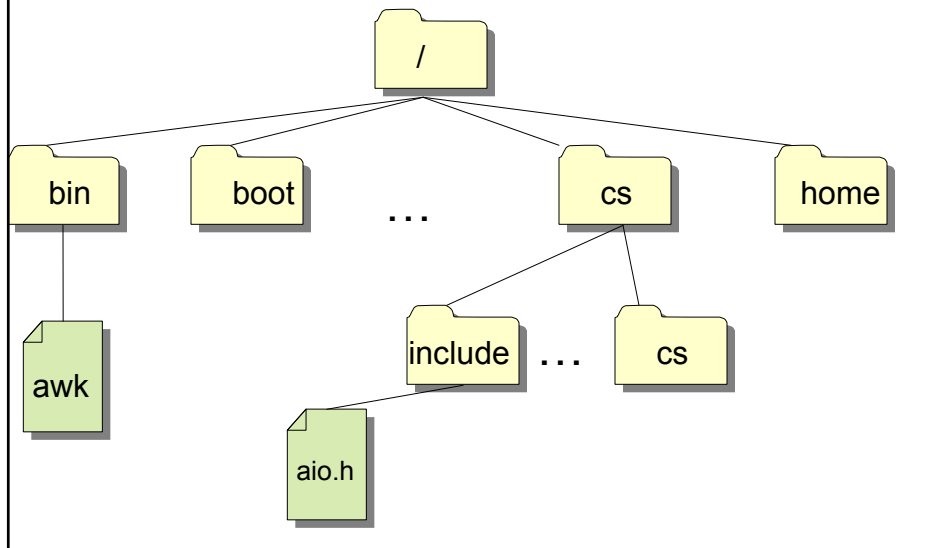 /
bin
boot
...
cs
home
include
...
cs
awk
aio.h